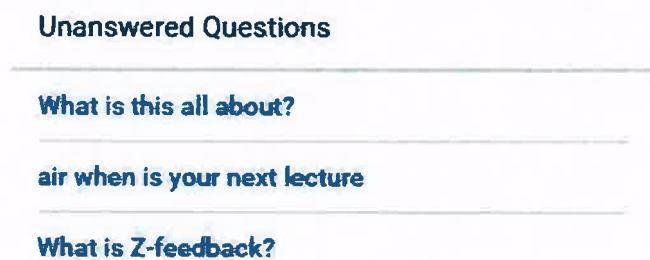 Unanswered Questions
What is this all about?
air when is your next lecture
What is Z-feedback?